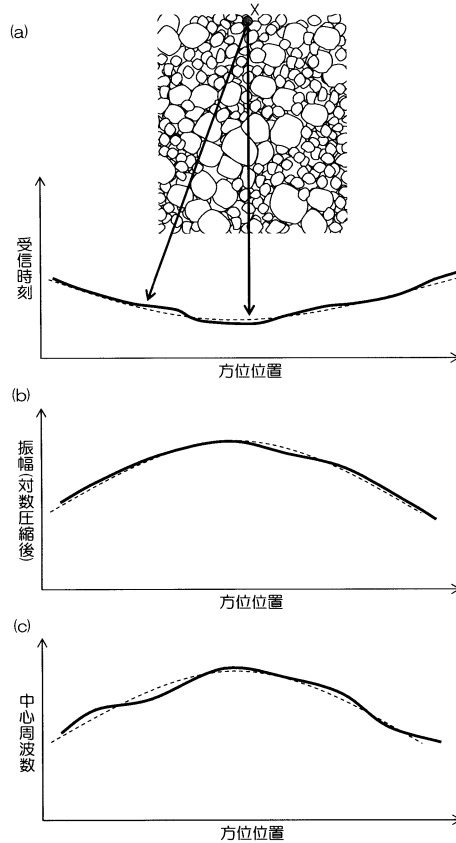 (a)
X
受信時刻
方位位置
(b)
振幅(対数圧縮後)
方位位置
(c)
中心周波数
方位位置